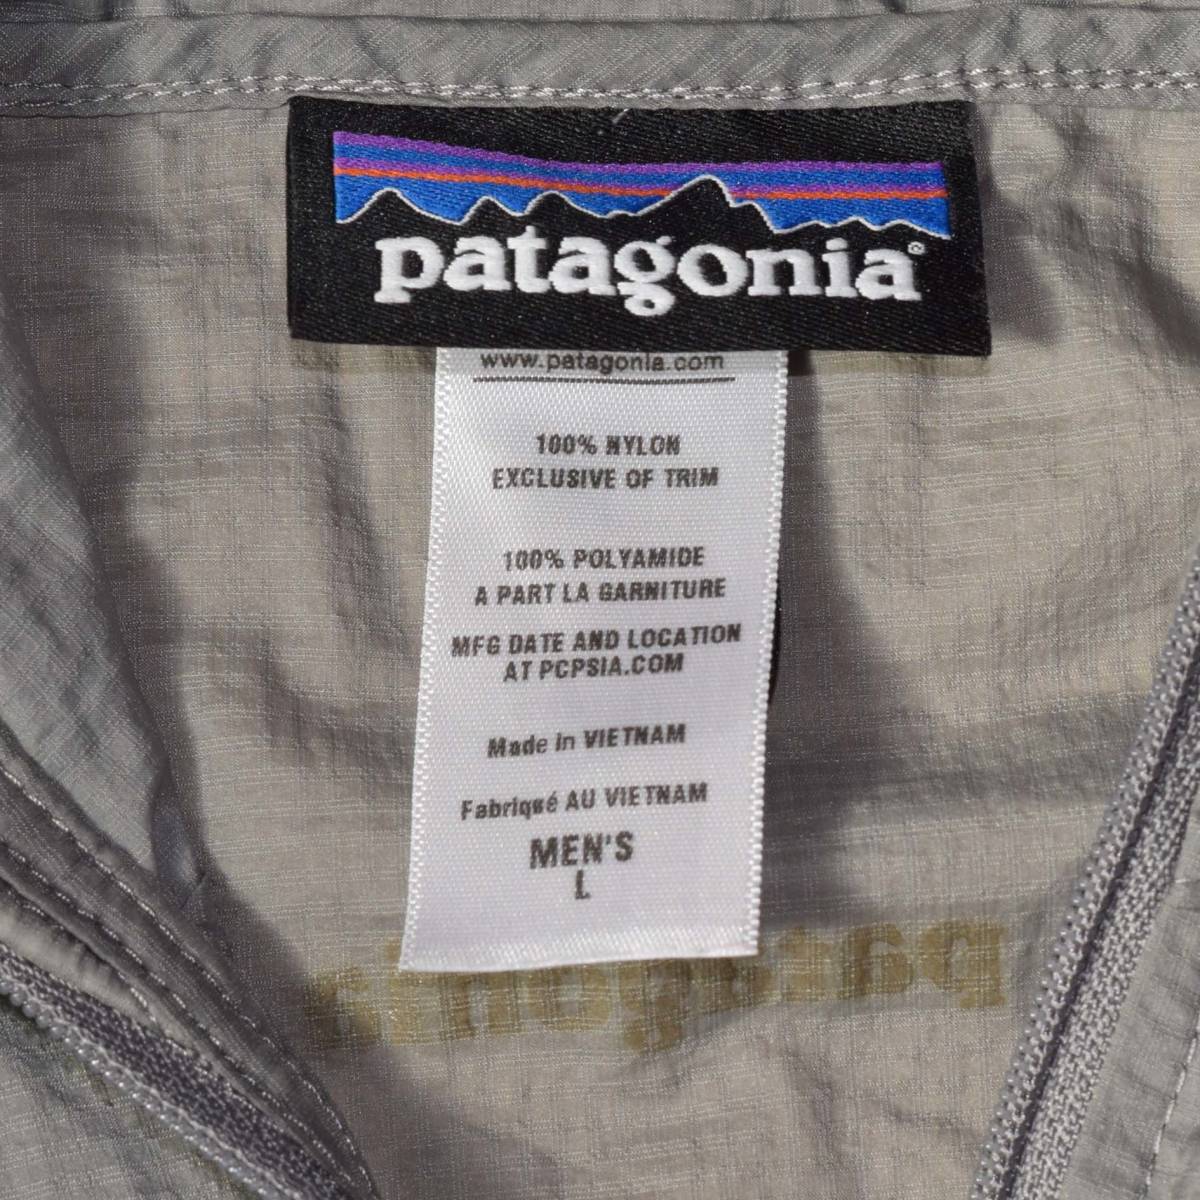 patagonia®
www.patagonia.com
100% NYLON
EXCLUSIVE OF TRIM
100% POLYAMIDE
A PART LA GARNITURE
MFG DATE AND LOCATION
AT PCPSIA.COM
Made in VIETNAM
Fabriqué AU VIETNAM
MEN'S
L
patagonia